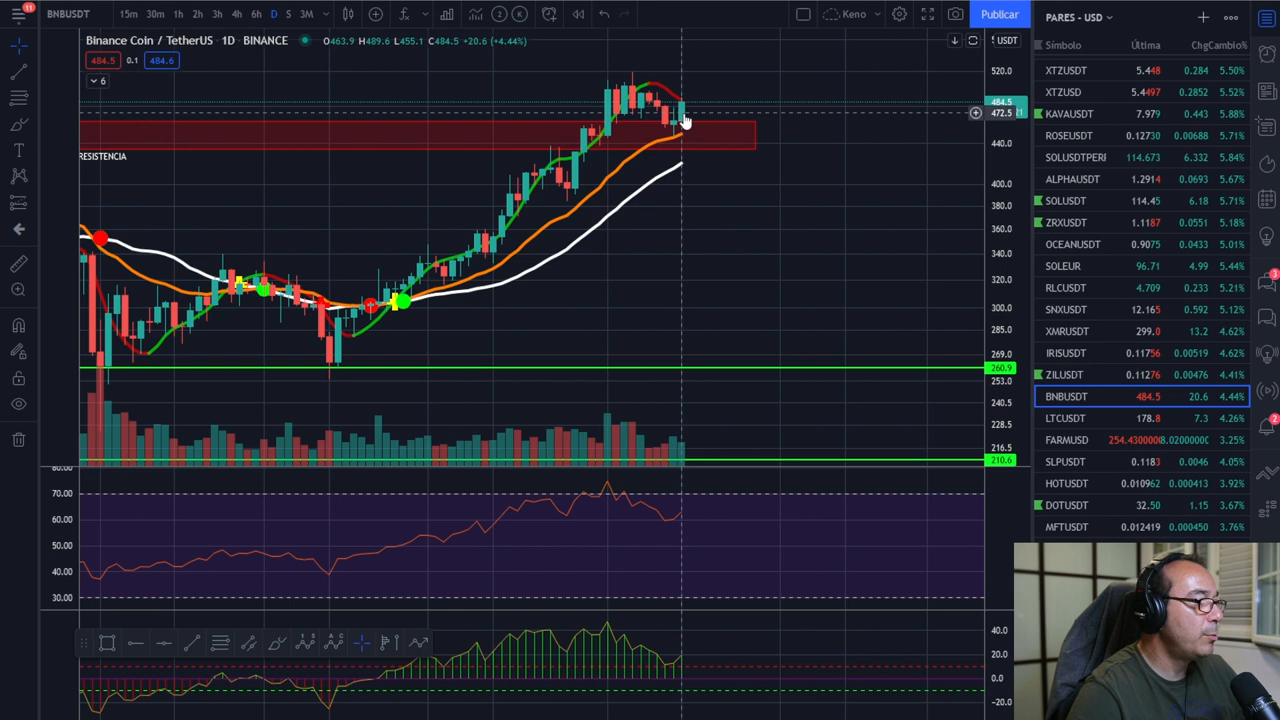 11
BNBUSDT 15m 30m 1h 2h 3h 4h 6h D S 3M 2 K Keno Publicar
Binance Coin / TetherUS · 1D · BINANCE O463.9 H489.6 L455.1 C484.5 +20.6 (+4.44%)
484.5 0.1 484.6
6
RESISTENCIA
USDT
520.0
484.5
472.5
440.0
400.0
380.0
360.0
340.0
320.0
300.0
285.0
269.0
260.9
253.0
240.5
228.5
216.5
210.6
80.00
70.00
60.00
50.00
40.00
30.00
40.0
20.0
0.0
−20.0
PARES - USD
Símbolo Última Chg Cambio%
XTZUSDT 5.448 0.284 5.50%
XTZUSD 5.4497 0.2852 5.52%
KAVAUSDT 7.979 0.443 5.88%
ROSEUSDT 0.12730 0.00688 5.71%
SOLUSDTPERI 114.673 6.332 5.84%
ALPHAUSDT 1.2914 0.0693 5.67%
SOLUSDT 114.45 6.18 5.71%
ZRXUSDT 1.1187 0.0551 5.18%
OCEANUSDT 0.9075 0.0433 5.01%
SOLEUR 96.71 4.99 5.44%
RLCUSDT 4.709 0.233 5.21%
SNXUSDT 12.165 0.592 5.12%
XMRUSDT 299.0 13.2 4.62%
IRISUSDT 0.11756 0.00519 4.62%
ZILUSDT 0.11276 0.00476 4.41%
BNBUSDT 484.5 20.6 4.44%
LTCUSDT 178.8 7.3 4.26%
FARMUSD 254.4300000 8.0200000 3.25%
SLPUSDT 0.1183 0.0046 4.05%
HOTUSDT 0.010962 0.000413 3.92%
DOTUSDT 32.50 1.15 3.67%
MFTUSDT 0.012419 0.000450 3.76%
3
2